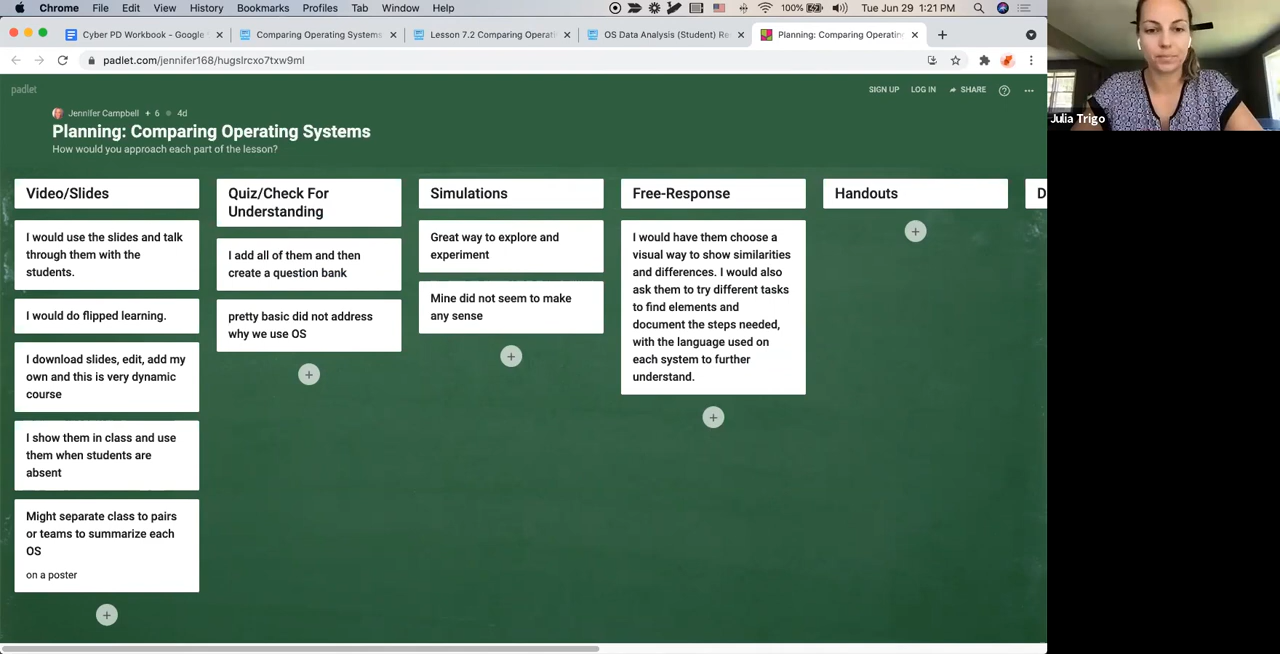 Chrome File Edit View History Bookmarks Profiles Tab Window Help 100% Tue Jun 29 1:21 PM
Cyber PD Workbook - Google
Comparing Operating Systems
Lesson 7.2 Comparing Operati
OS Data Analysis (Student) Re
Planning: Comparing Operatin
padlet.com/jennifer168/hugslrcxo7txw9ml
padlet
SIGN UP LOG IN SHARE
Jennifer Campbell + 6 4d
Planning: Comparing Operating Systems
How would you approach each part of the lesson?
Video/Slides
I would use the slides and talk
through them with the
students.
I would do flipped learning.
I download slides, edit, add my
own and this is very dynamic
course
I show them in class and use
them when students are
absent
Might separate class to pairs
or teams to summarize each
OS
on a poster
Quiz/Check For
Understanding
I add all of them and then
create a question bank
pretty basic did not address
why we use OS
Simulations
Great way to explore and
experiment
Mine did not seem to make
any sense
Free-Response
I would have them choose a
visual way to show similarities
and differences. I would also
ask them to try different tasks
to find elements and
document the steps needed,
with the language used on
each system to further
understand.
Handouts
D
Julia Trigo